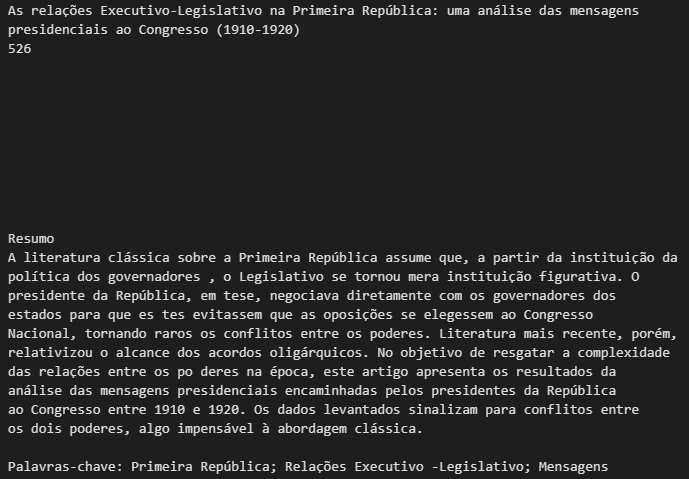 As relações Executivo-Legislativo na Primeira República: uma análise das mensagens
presidenciais ao Congresso (1910-1920)
526
Resumo
A literatura clássica sobre a Primeira República assume que, a partir da instituição da
política dos governadores , o Legislativo se tornou mera instituição figurativa. O
presidente da República, em tese, negociava diretamente com os governadores dos
estados para que es tes evitassem que as oposições se elegessem ao Congresso
Nacional, tornando raros os conflitos entre os poderes. Literatura mais recente, porém,
relativizou o alcance dos acordos oligárquicos. No objetivo de resgatar a complexidade
das relações entre os po deres na época, este artigo apresenta os resultados da
análise das mensagens presidenciais encaminhadas pelos presidentes da República
ao Congresso entre 1910 e 1920. Os dados levantados sinalizam para conflitos entre
os dois poderes, algo impensável à abordagem clássica.
Palavras-chave: Primeira República; Relações Executivo -Legislativo; Mensagens